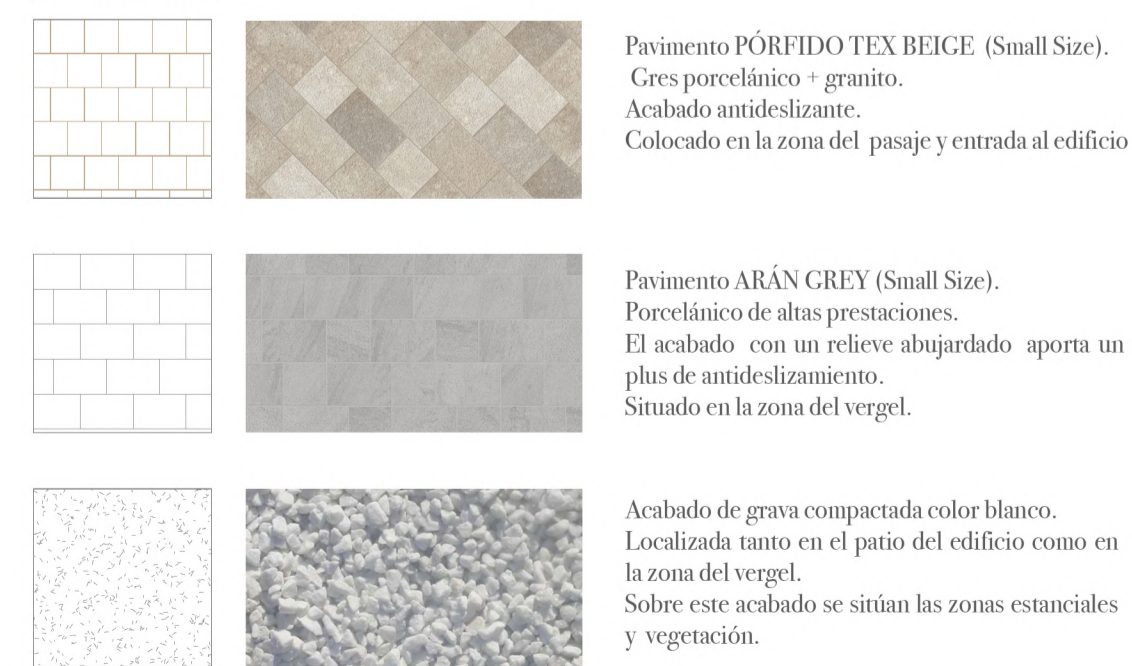 Pavimento PÓRFIDO TEX BEIGE (Small Size).
Gres porcelánico + granito.
Acabado antideslizante.
Colocado en la zona del pasaje y entrada al edificio
Pavimento ARÁN GREY (Small Size).
Porcelánico de altas prestaciones.
El acabado con un relieve abujardado aporta un
plus de antideslizamiento.
Situado en la zona del vergel.
Acabado de grava compactada color blanco.
Localizada tanto en el patio del edificio como en
la zona del vergel.
Sobre este acabado se sitúan las zonas estanciales
y vegetación.